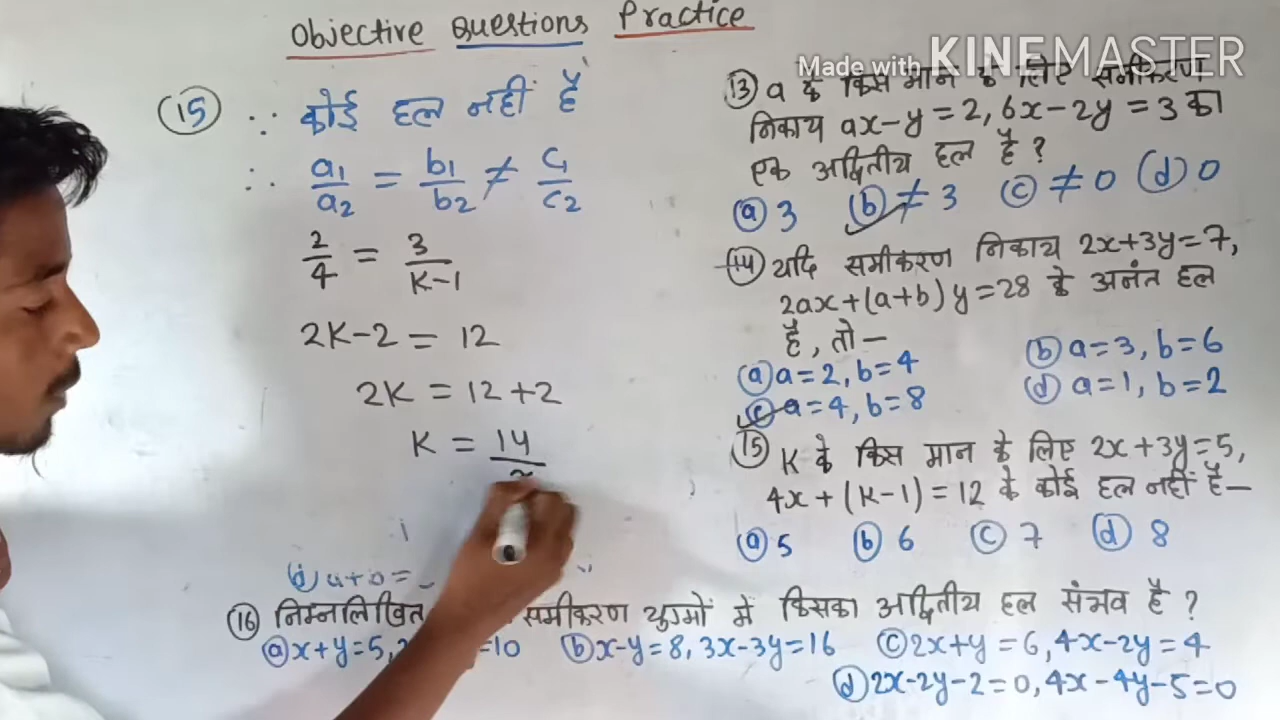 Objective Questions Practice
Made with KINEMASTER
(15) ∵ कोई हल नहीं है
∴ a₁/a₂ = b₁/b₂ ≠ c₁/c₂
2/4 = 3/(K-1)
2K-2 = 12
2K = 12+2
K = 14/
(13) a के किस मान के लिए समीकरण
निकाय ax-y=2, 6x-2y=3 का
एक अद्वितीय हल है?
(a) 3 (b) ≠ 3 (c) ≠ 0 (d) 0
(14) यदि समीकरण निकाय 2x+3y=7,
2ax+(a+b)y=28 के अनंत हल
है, तो—
(a) a=2, b=4 (b) a=3, b=6
(c) a=4, b=8 (d) a=1, b=2
(15) K के किस मान के लिए 2x+3y=5,
4x+(K-1)=12 के कोई हल नहीं है—
(a) 5 (b) 6 (c) 7 (d) 8
(16) निम्नलिखित समीकरण युग्मों में किसका अद्वितीय हल संभव है?
(a) x+y=5, =10 (b) x-y=8, 3x-3y=16 (c) 2x+y=6, 4x-2y=4
(d) 2x-2y-2=0, 4x-4y-5=0